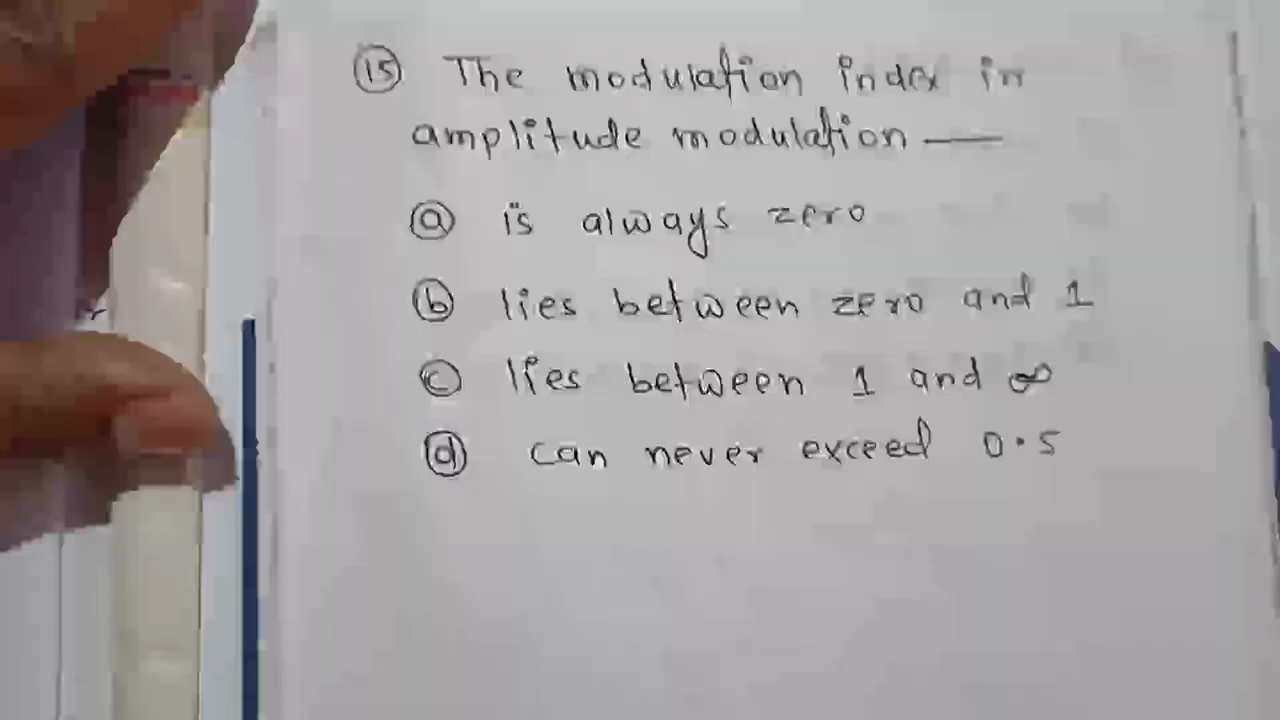 15 The modulation index in
amplitude modulation —
a is always zero
b lies between zero and 1
c lies between 1 and ∞
d can never exceed 0.5